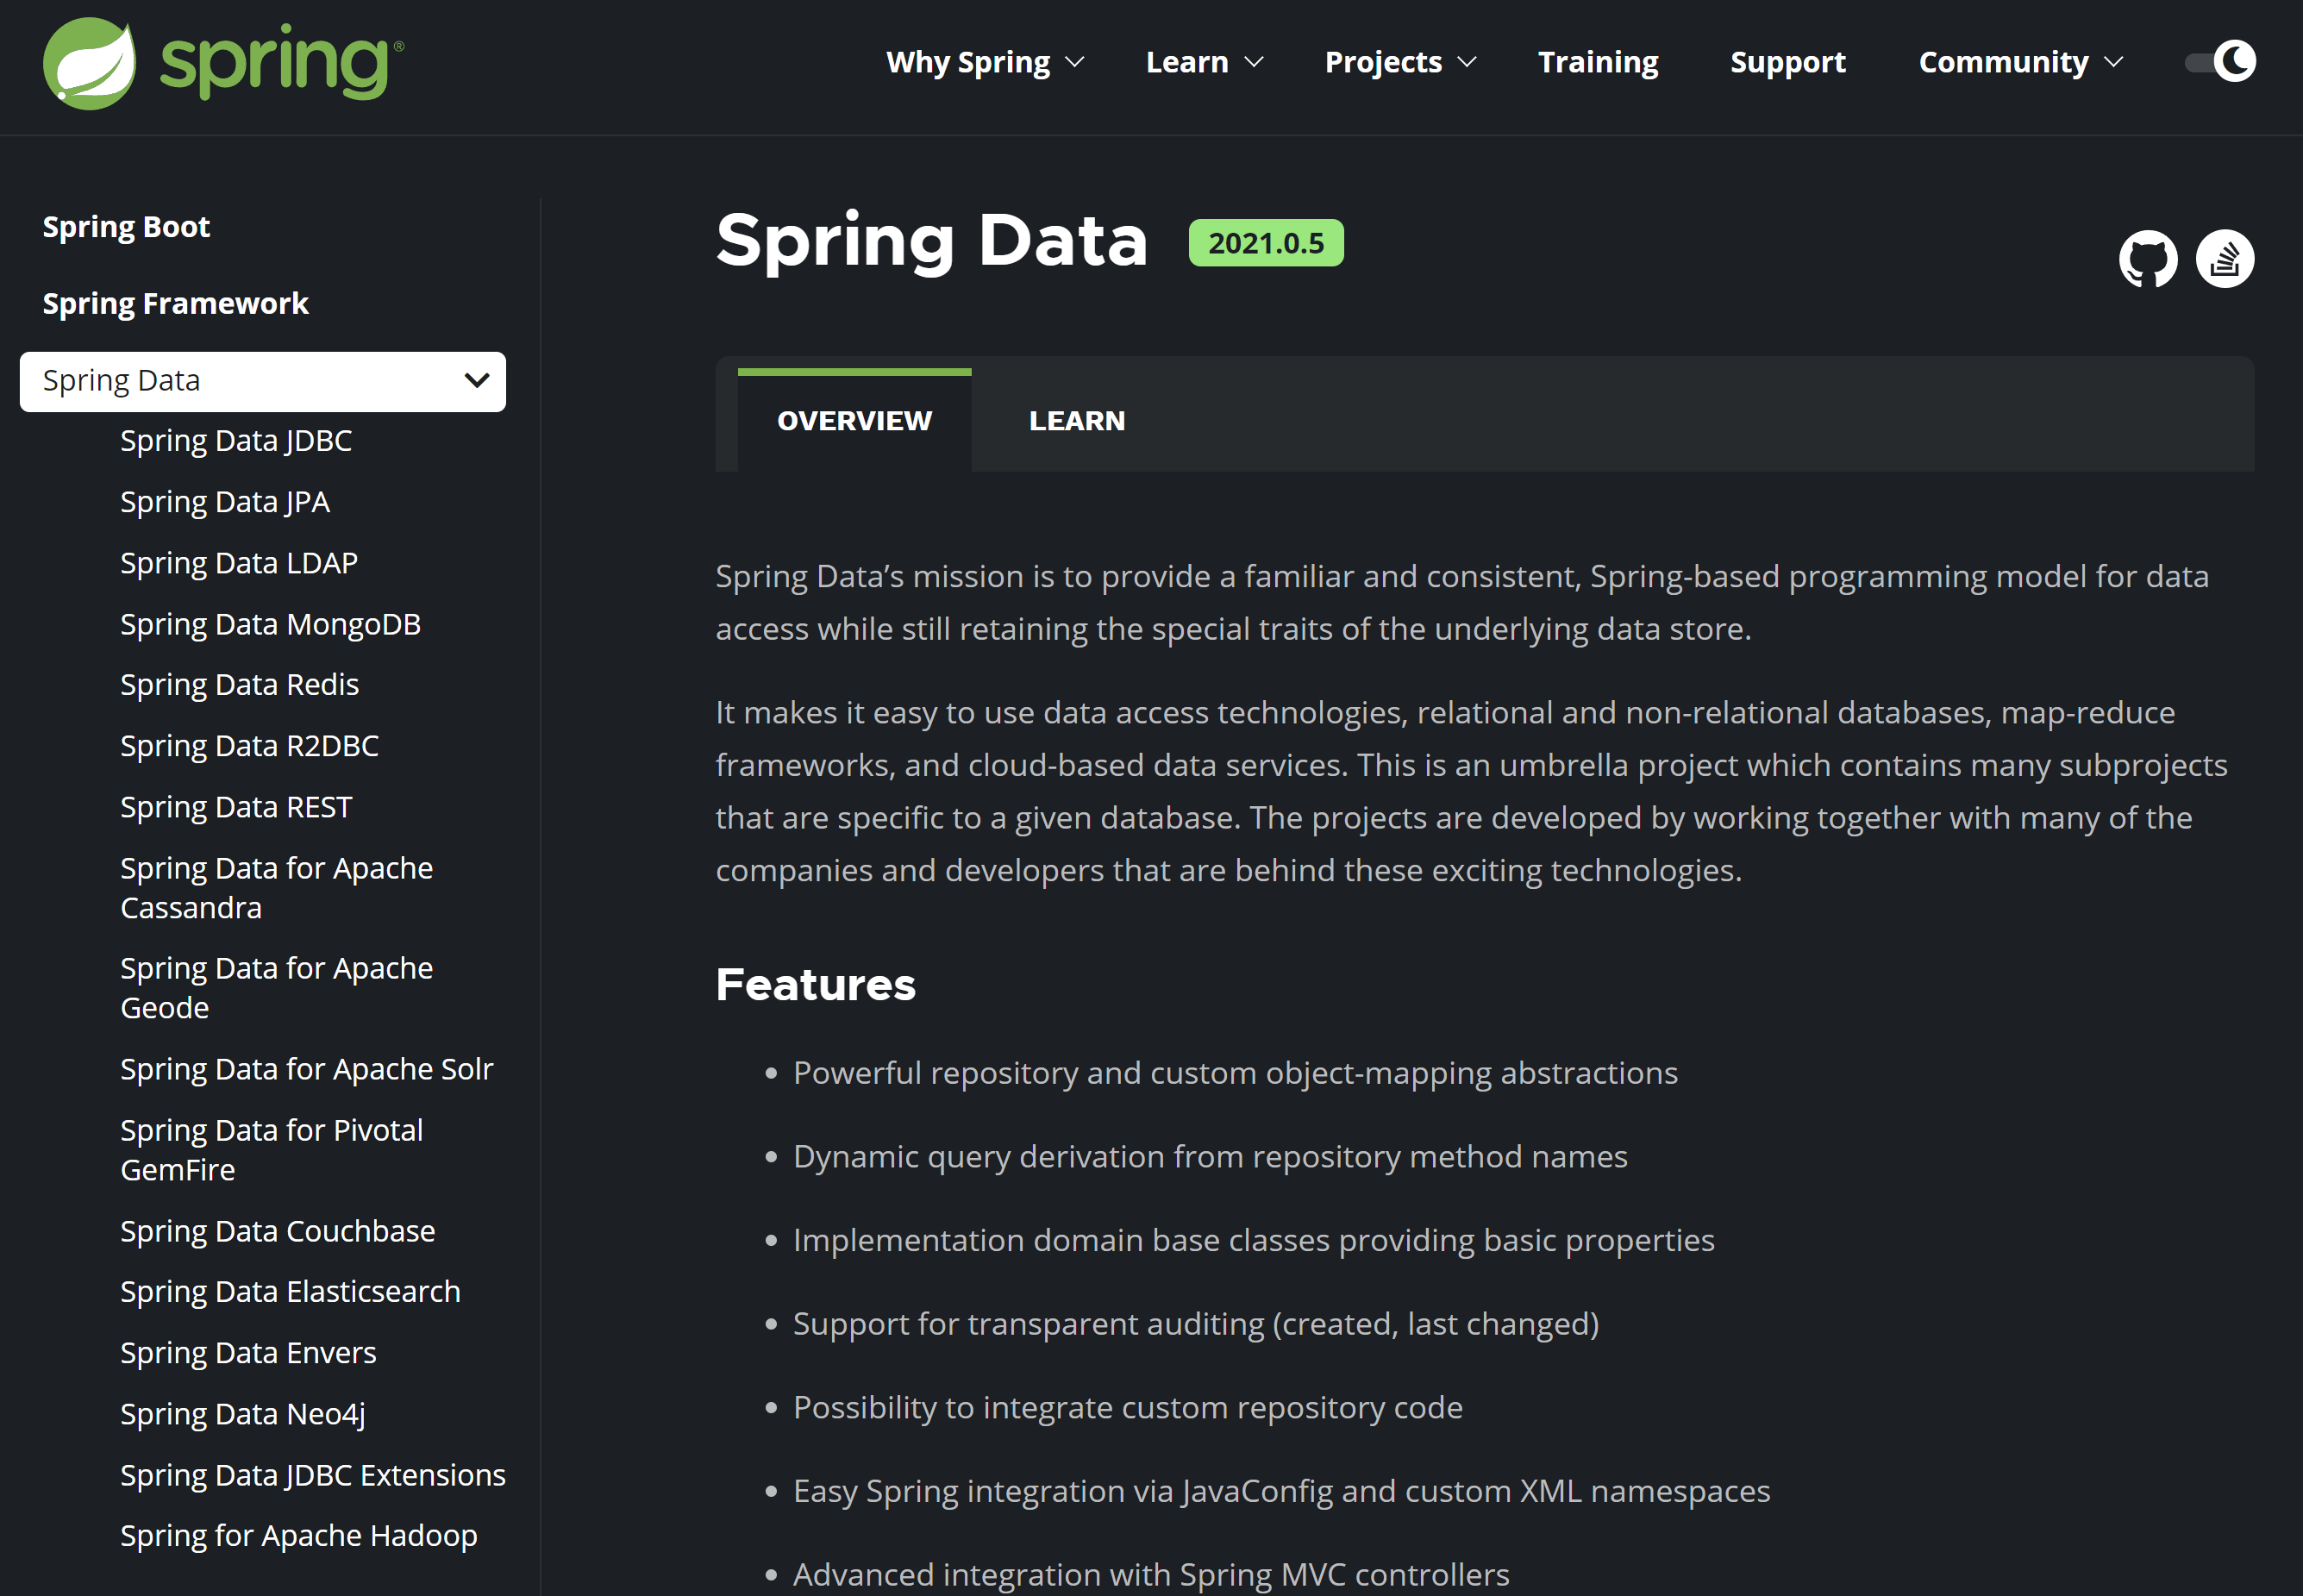 spring®
Why Spring
Learn
Projects
Training
Support
Community
Spring Boot
Spring Framework
Spring Data
Spring Data JDBC
Spring Data JPA
Spring Data LDAP
Spring Data MongoDB
Spring Data Redis
Spring Data R2DBC
Spring Data REST
Spring Data for Apache
Cassandra
Spring Data for Apache
Geode
Spring Data for Apache Solr
Spring Data for Pivotal
GemFire
Spring Data Couchbase
Spring Data Elasticsearch
Spring Data Envers
Spring Data Neo4j
Spring Data JDBC Extensions
Spring for Apache Hadoop
Spring Data 2021.0.5
OVERVIEW
LEARN
Spring Data’s mission is to provide a familiar and consistent, Spring-based programming model for data
access while still retaining the special traits of the underlying data store.
It makes it easy to use data access technologies, relational and non-relational databases, map-reduce
frameworks, and cloud-based data services. This is an umbrella project which contains many subprojects
that are specific to a given database. The projects are developed by working together with many of the
companies and developers that are behind these exciting technologies.
Features
• Powerful repository and custom object-mapping abstractions
• Dynamic query derivation from repository method names
• Implementation domain base classes providing basic properties
• Support for transparent auditing (created, last changed)
• Possibility to integrate custom repository code
• Easy Spring integration via JavaConfig and custom XML namespaces
• Advanced integration with Spring MVC controllers